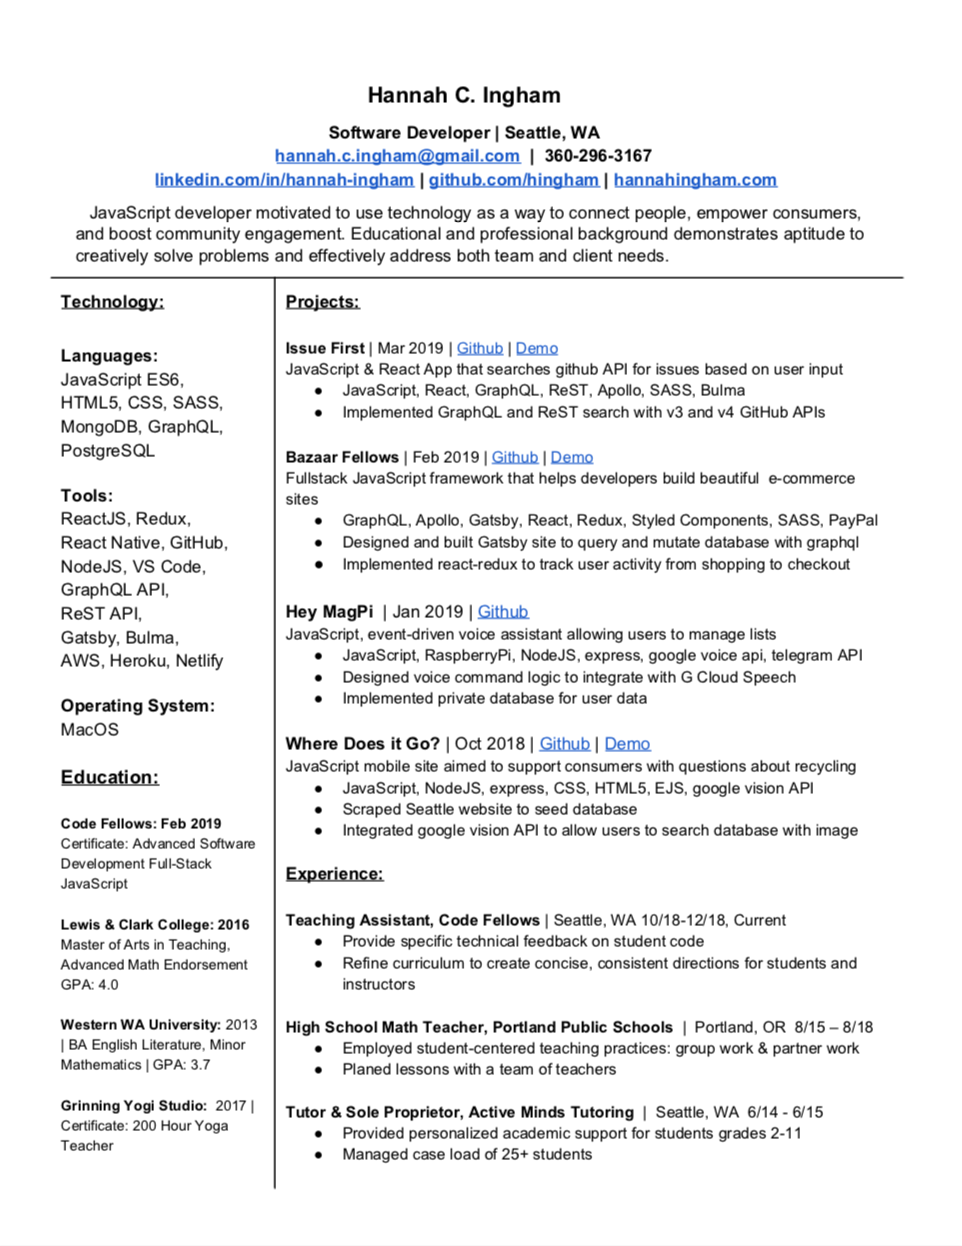 Hannah C. Ingham
Software Developer | Seattle, WA
hannah.c.ingham@gmail.com | 360-296-3167
linkedin.com/in/hannah-ingham | github.com/hingham | hannahingham.com
JavaScript developer motivated to use technology as a way to connect people, empower consumers,
and boost community engagement. Educational and professional background demonstrates aptitude to
creatively solve problems and effectively address both team and client needs.
Technology:
Languages:
JavaScript ES6,
HTML5, CSS, SASS,
MongoDB, GraphQL,
PostgreSQL
Tools:
ReactJS, Redux,
React Native, GitHub,
NodeJS, VS Code,
GraphQL API,
ReST API,
Gatsby, Bulma,
AWS, Heroku, Netlify
Operating System:
MacOS
Education:
Code Fellows: Feb 2019
Certificate: Advanced Software
Development Full-Stack
JavaScript
Lewis & Clark College: 2016
Master of Arts in Teaching,
Advanced Math Endorsement
GPA: 4.0
Western WA University: 2013
| BA English Literature, Minor
Mathematics | GPA: 3.7
Grinning Yogi Studio: 2017 |
Certificate: 200 Hour Yoga
Teacher
Projects:
Issue First | Mar 2019 | Github | Demo
JavaScript & React App that searches github API for issues based on user input
● JavaScript, React, GraphQL, ReST, Apollo, SASS, Bulma
● Implemented GraphQL and ReST search with v3 and v4 GitHub APIs
Bazaar Fellows | Feb 2019 | Github | Demo
Fullstack JavaScript framework that helps developers build beautiful e-commerce
sites
● GraphQL, Apollo, Gatsby, React, Redux, Styled Components, SASS, PayPal
● Designed and built Gatsby site to query and mutate database with graphql
● Implemented react-redux to track user activity from shopping to checkout
Hey MagPi | Jan 2019 | Github
JavaScript, event-driven voice assistant allowing users to manage lists
● JavaScript, RaspberryPi, NodeJS, express, google voice api, telegram API
● Designed voice command logic to integrate with G Cloud Speech
● Implemented private database for user data
Where Does it Go? | Oct 2018 | Github | Demo
JavaScript mobile site aimed to support consumers with questions about recycling
● JavaScript, NodeJS, express, CSS, HTML5, EJS, google vision API
● Scraped Seattle website to seed database
● Integrated google vision API to allow users to search database with image
Experience:
Teaching Assistant, Code Fellows | Seattle, WA 10/18-12/18, Current
● Provide specific technical feedback on student code
● Refine curriculum to create concise, consistent directions for students and
instructors
High School Math Teacher, Portland Public Schools | Portland, OR 8/15 – 8/18
● Employed student-centered teaching practices: group work & partner work
● Planed lessons with a team of teachers
Tutor & Sole Proprietor, Active Minds Tutoring | Seattle, WA 6/14 - 6/15
● Provided personalized academic support for students grades 2-11
● Managed case load of 25+ students